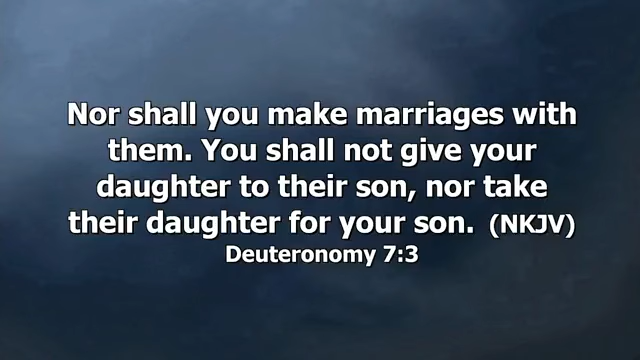 Nor shall you make marriages with
them. You shall not give your
daughter to their son, nor take
their daughter for your son. (NKJV)
Deuteronomy 7:3